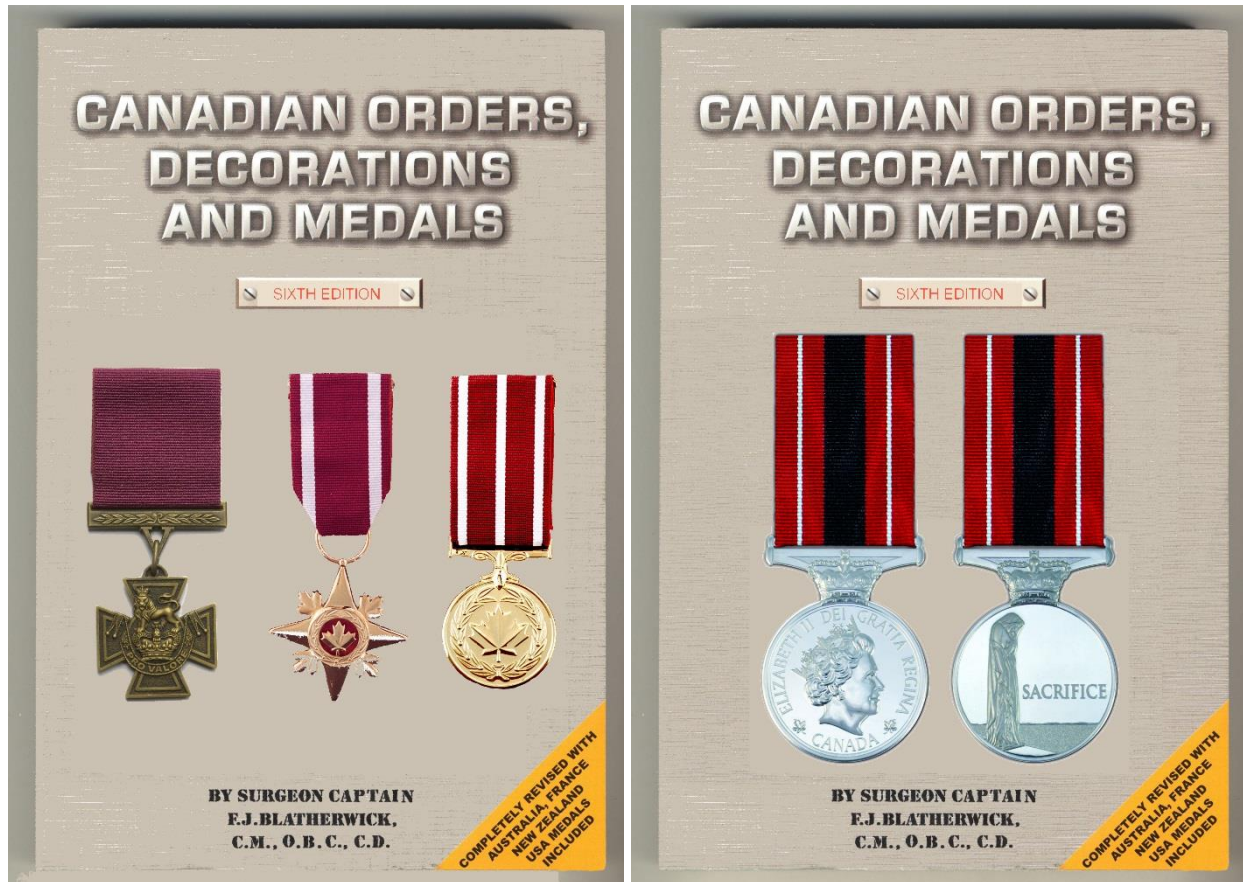 CANADIAN ORDERS,
DECORATIONS
AND MEDALS
SIXTH EDITION
PRO VALORE
BY SURGEON CAPTAIN
F.J.BLATHERWICK,
C.M., O.B.C., C.D.
COMPLETELY REVISED WITH
AUSTRALIA, FRANCE
NEW ZEALAND
USA MEDALS
INCLUDED
CANADIAN ORDERS,
DECORATIONS
AND MEDALS
SIXTH EDITION
ELIZABETH II DEI GRATIA REGINA
CANADA
SACRIFICE
BY SURGEON CAPTAIN
F.J.BLATHERWICK,
C.M., O.B.C., C.D.
COMPLETELY REVISED WITH
AUSTRALIA, FRANCE
NEW ZEALAND
USA MEDALS
INCLUDED